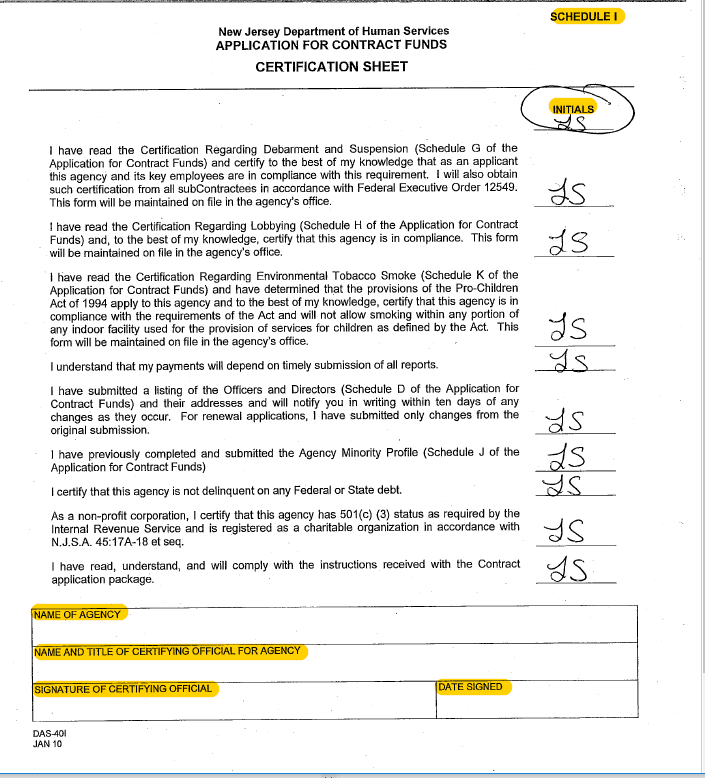 SCHEDULE I
New Jersey Department of Human Services
APPLICATION FOR CONTRACT FUNDS
CERTIFICATION SHEET
INITIALS
JS
I have read the Certification Regarding Debarment and Suspension (Schedule G of the
Application for Contract Funds) and certify to the best of my knowledge that as an applicant
this agency and its key employees are in compliance with this requirement. I will also obtain
such certification from all subContractees in accordance with Federal Executive Order 12549.
This form will be maintained on file in the agency's office.
JS
I have read the Certification Regarding Lobbying (Schedule H of the Application for Contract
Funds) and, to the best of my knowledge, certify that this agency is in compliance. This form
will be maintained on file in the agency's office.
JS
I have read the Certification Regarding Environmental Tobacco Smoke (Schedule K of the
Application for Contract Funds) and have determined that the provisions of the Pro-Children
Act of 1994 apply to this agency and to the best of my knowledge, certify that this agency is in
compliance with the requirements of the Act and will not allow smoking within any portion of
any indoor facility used for the provision of services for children as defined by the Act. This
form will be maintained on file in the agency's office.
JS
I understand that my payments will depend on timely submission of all reports.
JS
I have submitted a listing of the Officers and Directors (Schedule D of the Application for
Contract Funds) and their addresses and will notify you in writing within ten days of any
changes as they occur. For renewal applications, I have submitted only changes from the
original submission.
JS
I have previously completed and submitted the Agency Minority Profile (Schedule J of the
Application for Contract Funds)
JS
I certify that this agency is not delinquent on any Federal or State debt.
JS
As a non-profit corporation, I certify that this agency has 501(c) (3) status as required by the
Internal Revenue Service and is registered as a charitable organization in accordance with
N.J.S.A. 45:17A-18 et seq.
JS
I have read, understand, and will comply with the instructions received with the Contract
application package.
JS
NAME OF AGENCY
NAME AND TITLE OF CERTIFYING OFFICIAL FOR AGENCY
SIGNATURE OF CERTIFYING OFFICIAL
DATE SIGNED
DAS-40I
JAN 10